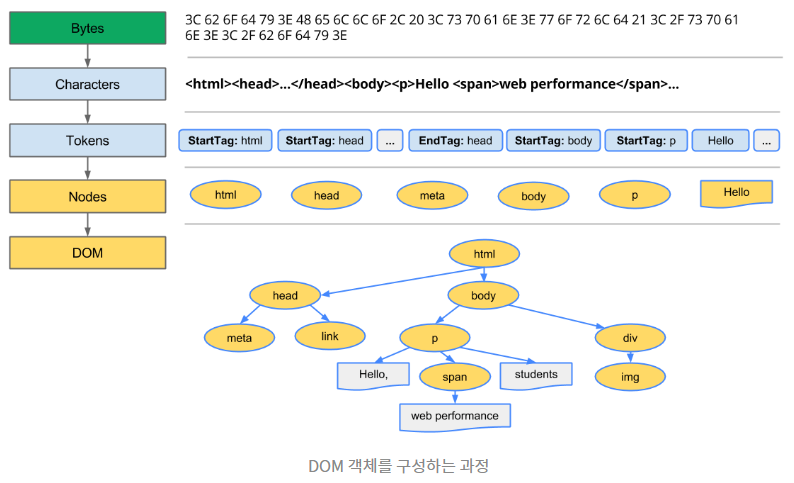 Bytes
3C 62 6F 64 79 3E 48 65 6C 6C 6F 2C 20 3C 73 70 61 6E 3E 77 6F 72 6C 64 21 3C 2F 73 70 61
6E 3E 3C 2F 62 6F 64 79 3E
Characters
<html><head>...</head><body><p>Hello <span>web performance</span>...
Tokens
StartTag: html StartTag: head ... EndTag: head StartTag: body StartTag: p Hello ...
Nodes
html head meta body p Hello
DOM
html
head body
meta link p div
Hello, span students img
web performance
DOM 객체를 구성하는 과정